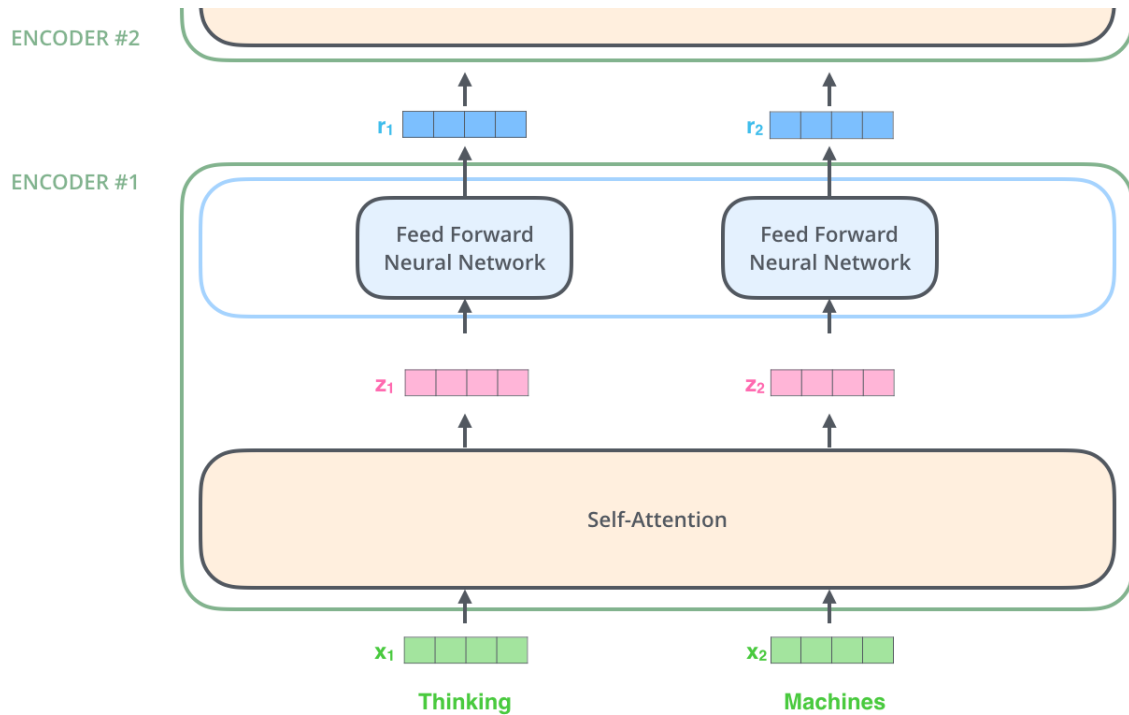 ENCODER #2
r₁
r₂
ENCODER #1
Feed Forward
Neural Network
Feed Forward
Neural Network
z₁
z₂
Self-Attention
x₁
x₂
Thinking
Machines